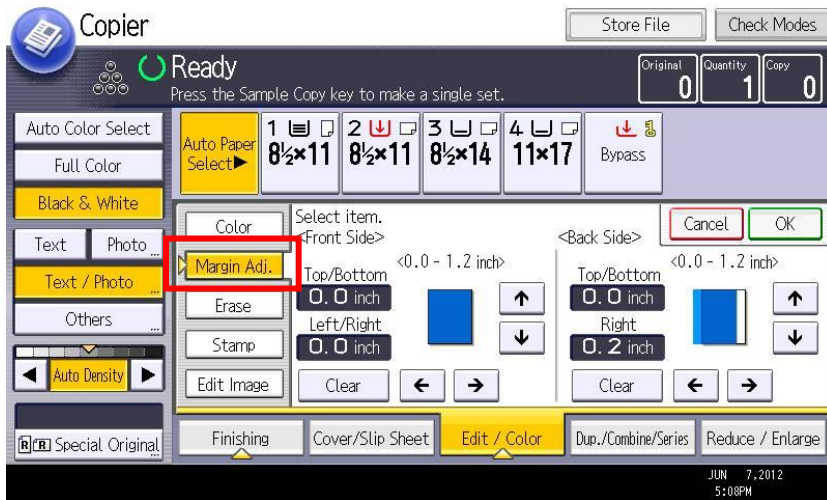 Copier
Store File
Check Modes
Ready
Press the Sample Copy key to make a single set.
Original
0
Quantity
1
Copy
0
Auto Color Select
Full Color
Black & White
Text
Photo
Text / Photo
Others
Auto Density
Special Original
Auto Paper
Select▶
1
8½×11
2
8½×11
3
8½×14
4
11×17
Bypass
Color
Margin Adj.
Erase
Stamp
Edit Image
Select item.
<Front Side>
Top/Bottom
<0.0 - 1.2 inch>
0.0 inch
Left/Right
0.0 inch
Clear
<Back Side>
Cancel
OK
Top/Bottom
<0.0 - 1.2 inch>
0.0 inch
Right
0.2 inch
Clear
Finishing
Cover/Slip Sheet
Edit / Color
Dup./Combine/Series
Reduce / Enlarge
JUN 7,2012
5:08PM